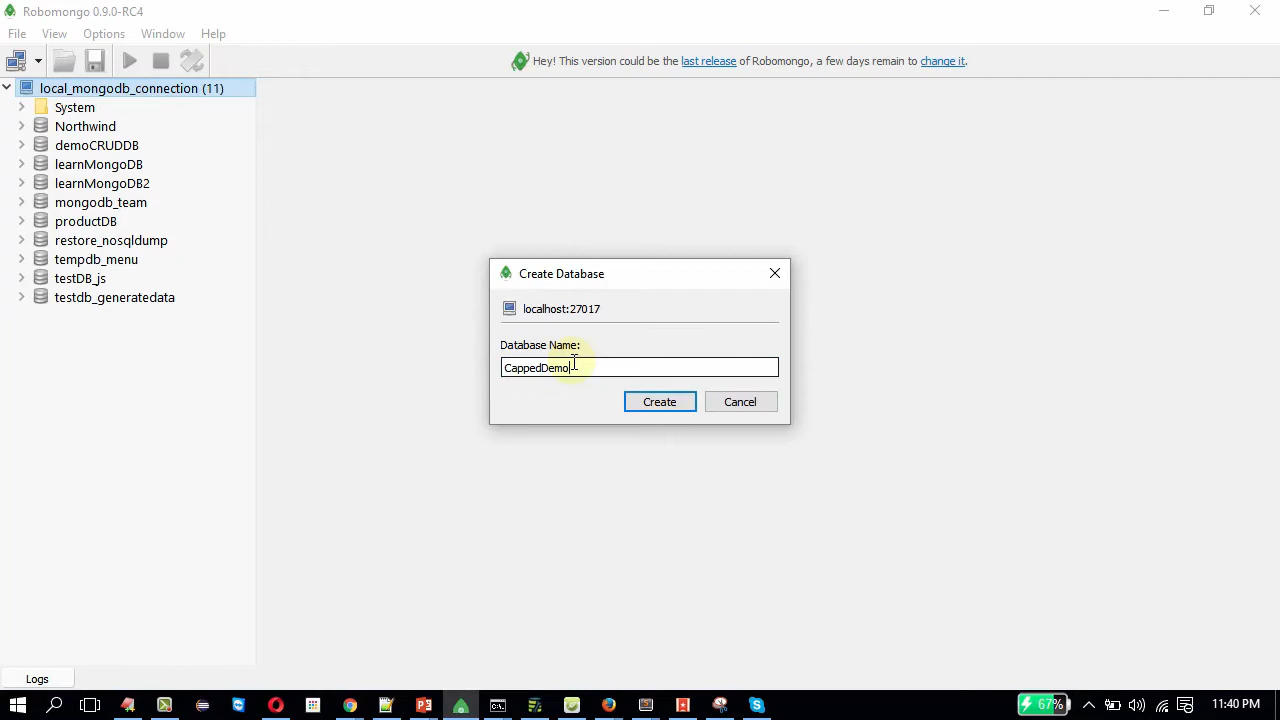 Robomongo 0.9.0-RC4
File View Options Window Help
Hey! This version could be the last release of Robomongo, a few days remain to change it.
local_mongodb_connection (11)
System
Northwind
demoCRUDDB
learnMongoDB
learnMongoDB2
mongodb_team
productDB
restore_nosqldump
tempdb_menu
testDB_js
testdb_generatedata
Create Database
localhost:27017
Database Name:
CappedDemo
Create Cancel
Logs
67%
11:40 PM